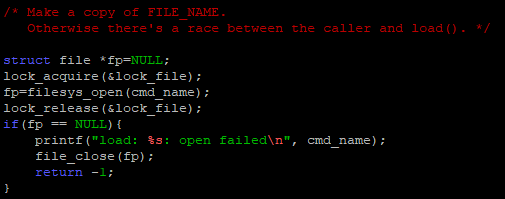 /* Make a copy of FILE_NAME.
   Otherwise there's a race between the caller and load(). */

struct file *fp=NULL;
lock_acquire(&lock_file);
fp=filesys_open(cmd_name);
lock_release(&lock_file);
if(fp == NULL){
    printf("load: %s: open failed\n", cmd_name);
    file_close(fp);
    return -1;
}